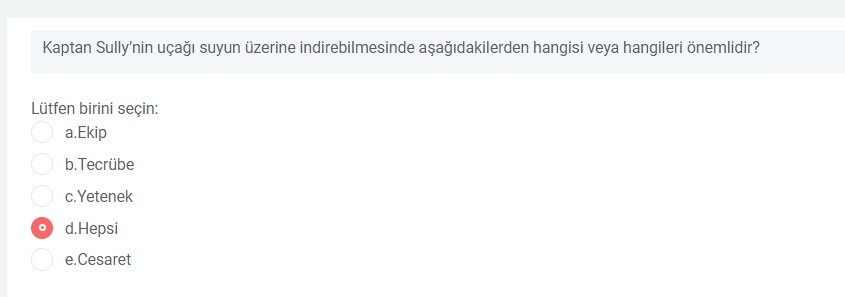 Kaptan Sully'nin uçağı suyun üzerine indirebilmesinde aşağıdakilerden hangisi veya hangileri önemlidir?
Lütfen birini seçin:
a.Ekip
b.Tecrübe
c.Yetenek
d.Hepsi
e.Cesaret